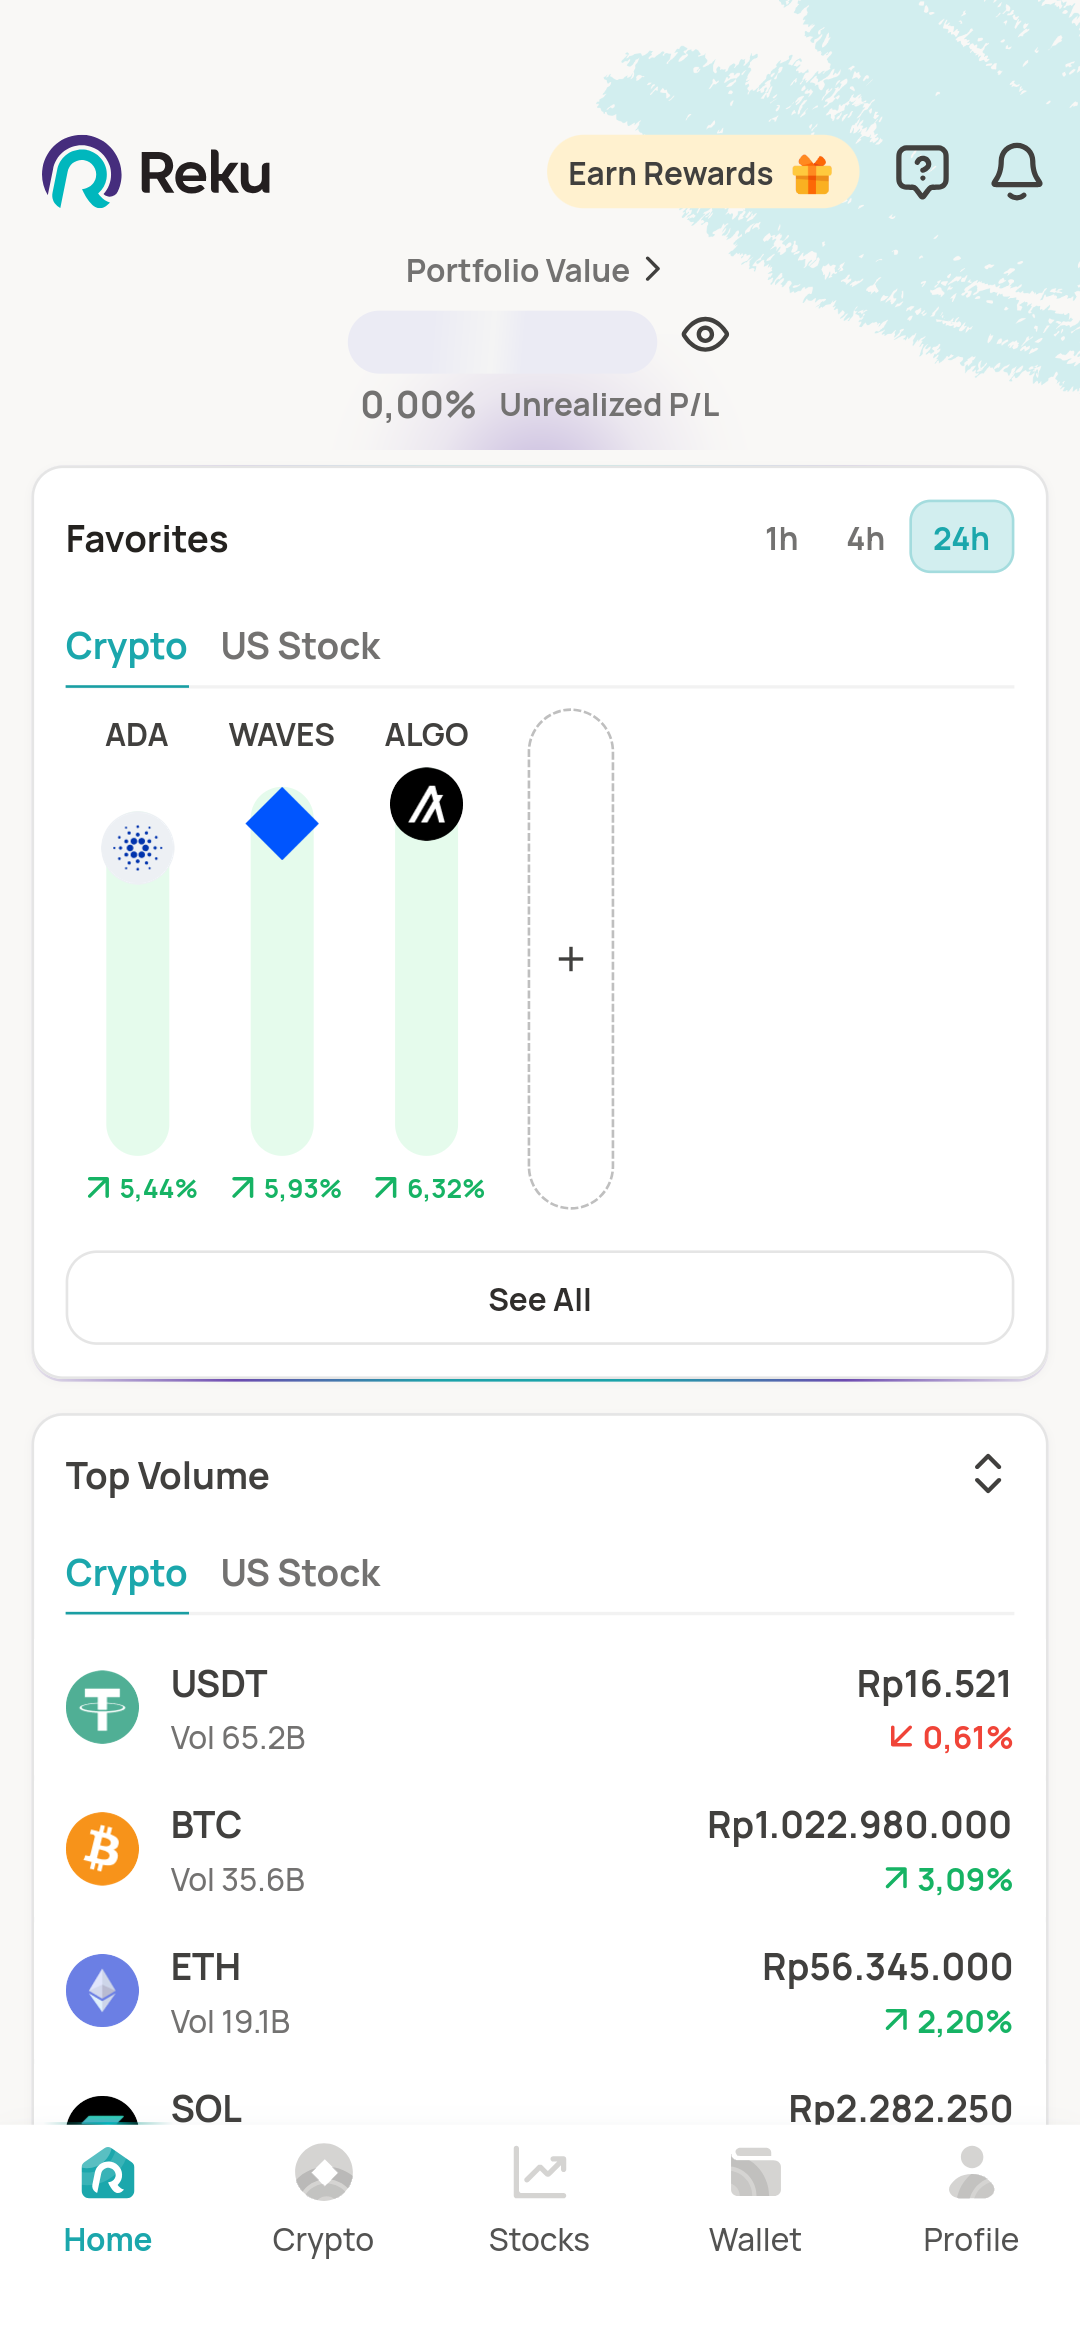 Reku
Earn Rewards
Portfolio Value
0,00% Unrealized P/L
Favorites
1h 4h 24h
Crypto US Stock
ADA WAVES ALGO
5,44% 5,93% 6,32%
See All
Top Volume
Crypto US Stock
USDT Rp16.521
Vol 65.2B 0,61%
BTC Rp1.022.980.000
Vol 35.6B 3,09%
ETH Rp56.345.000
Vol 19.1B 2,20%
SOL Rp2.282.250
Home Crypto Stocks Wallet Profile